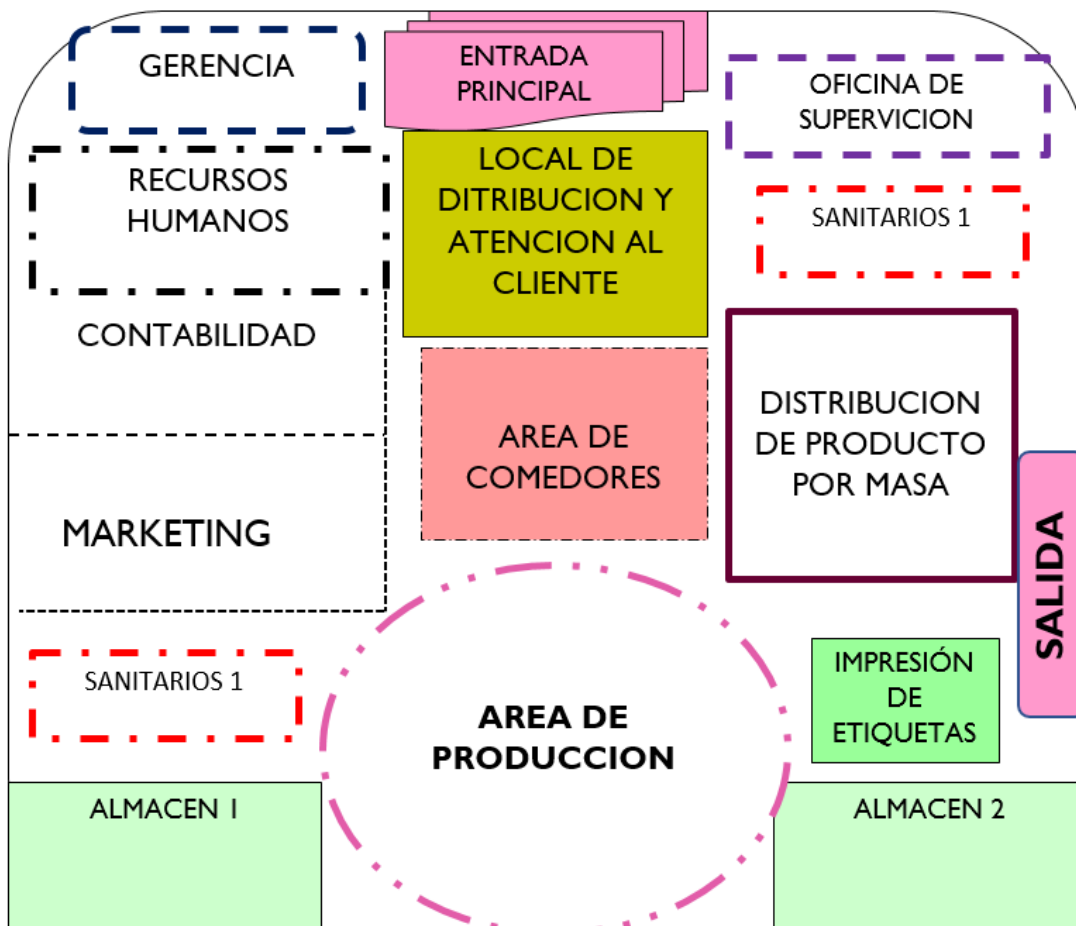 GERENCIA
ENTRADA
PRINCIPAL
OFICINA DE
SUPERVICION
RECURSOS
HUMANOS
LOCAL DE
DITRIBUCION Y
ATENCION AL
CLIENTE
SANITARIOS 1
CONTABILIDAD
AREA DE
COMEDORES
DISTRIBUCION
DE PRODUCTO
POR MASA
MARKETING
SALIDA
SANITARIOS 1
AREA DE
PRODUCCION
IMPRESIÓN
DE
ETIQUETAS
ALMACEN 1
ALMACEN 2